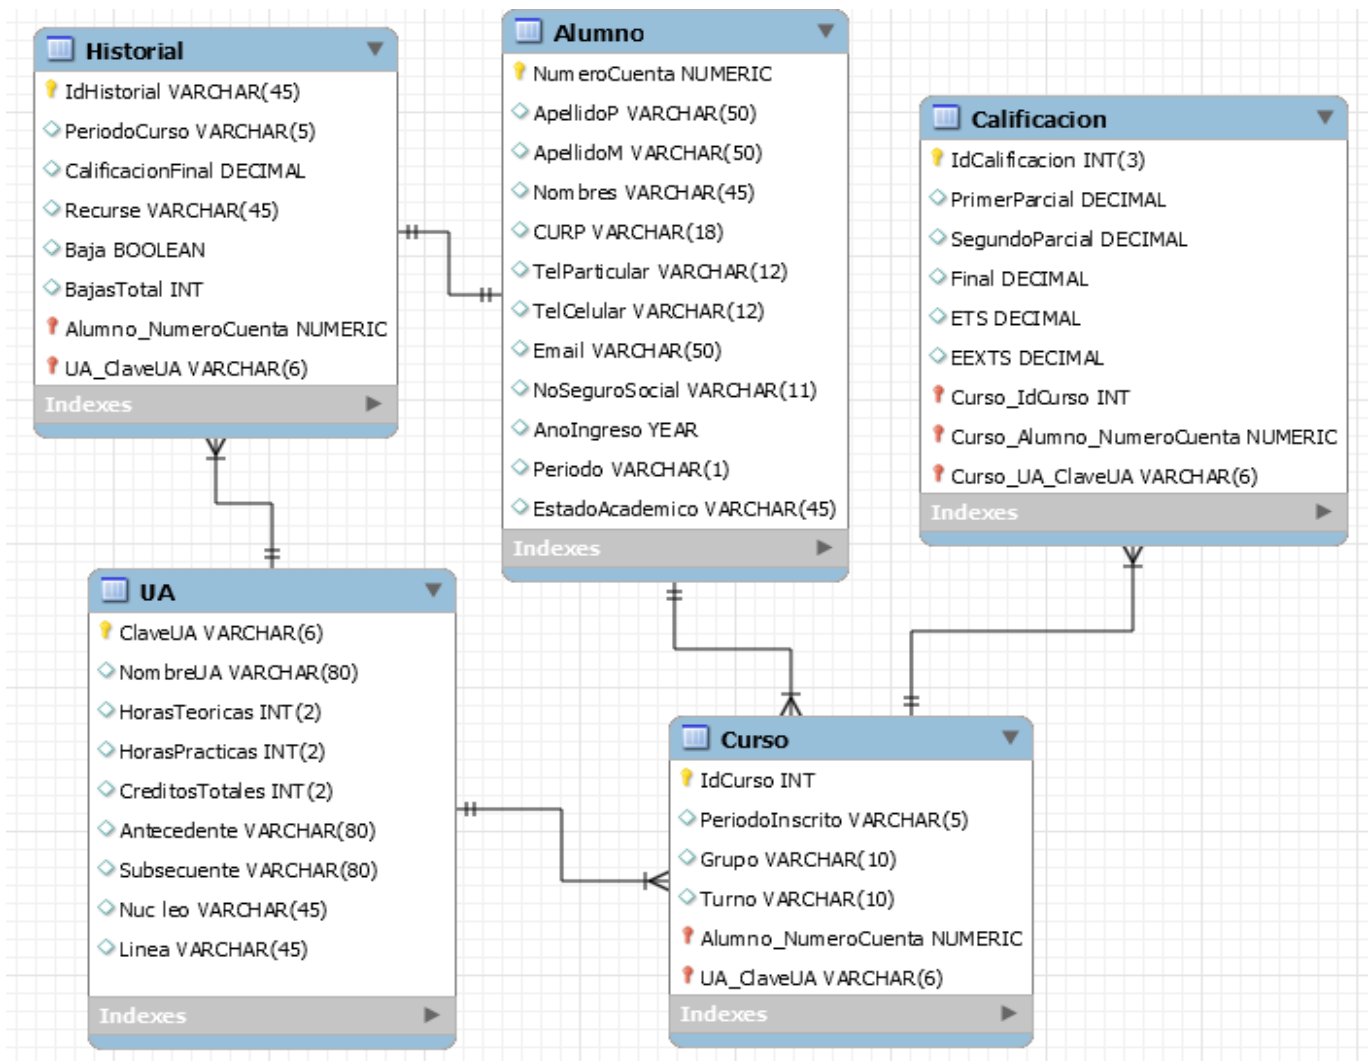 Historial
IdHistorial VARCHAR(45)
PeriodoCurso VARCHAR(5)
CalificacionFinal DECIMAL
Recurse VARCHAR(45)
Baja BOOLEAN
BajasTotal INT
Alumno_NumeroCuenta NUMERIC
UA_ClaveUA VARCHAR(6)
Indexes
Alumno
NumeroCuenta NUMERIC
ApellidoP VARCHAR(50)
ApellidoM VARCHAR(50)
Nombres VARCHAR(45)
CURP VARCHAR(18)
TelParticular VARCHAR(12)
TelCelular VARCHAR(12)
Email VARCHAR(50)
NoSeguroSocial VARCHAR(11)
AnoIngreso YEAR
Periodo VARCHAR(1)
EstadoAcademico VARCHAR(45)
Indexes
Calificacion
IdCalificacion INT(3)
PrimerParcial DECIMAL
SegundoParcial DECIMAL
Final DECIMAL
ETS DECIMAL
EEXTS DECIMAL
Curso_IdCurso INT
Curso_Alumno_NumeroCuenta NUMERIC
Curso_UA_ClaveUA VARCHAR(6)
Indexes
UA
ClaveUA VARCHAR(6)
NombreUA VARCHAR(80)
HorasTeoricas INT(2)
HorasPracticas INT(2)
CreditosTotales INT(2)
Antecedente VARCHAR(80)
Subsecuente VARCHAR(80)
Nucleo VARCHAR(45)
Linea VARCHAR(45)
Indexes
Curso
IdCurso INT
PeriodoInscrito VARCHAR(5)
Grupo VARCHAR(10)
Turno VARCHAR(10)
Alumno_NumeroCuenta NUMERIC
UA_ClaveUA VARCHAR(6)
Indexes